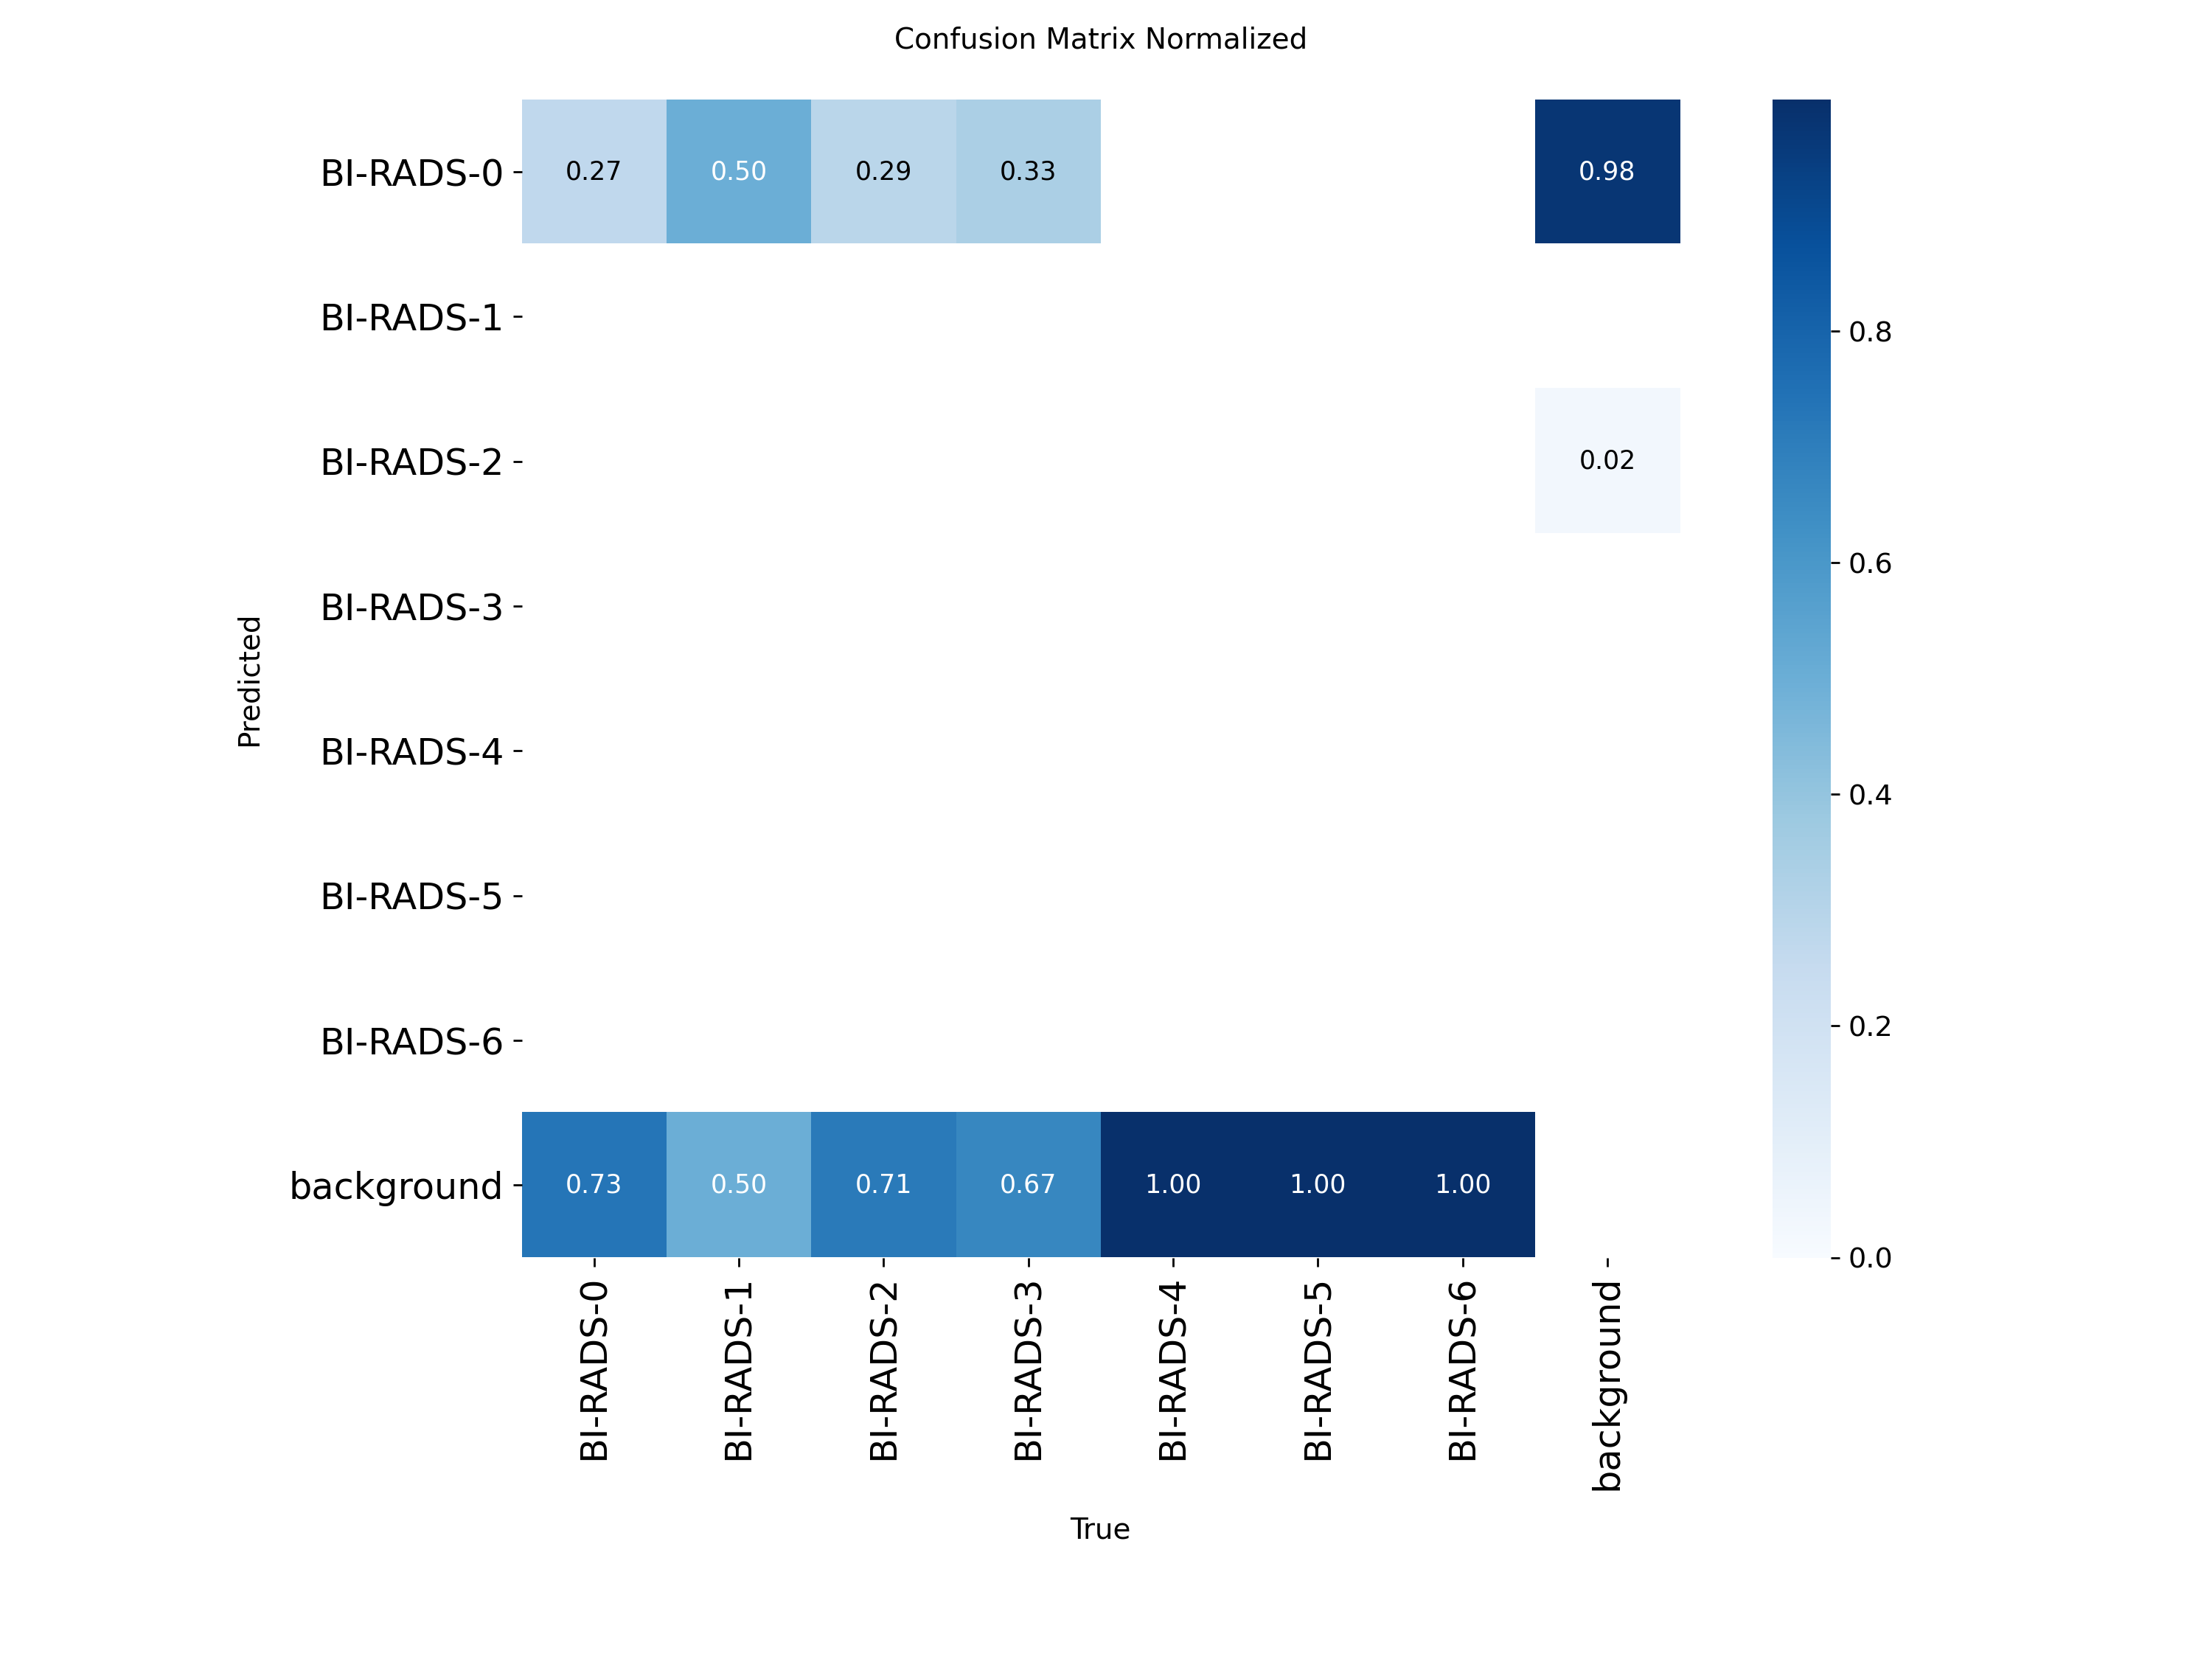 Confusion Matrix Normalized
BI-RADS-0
0.27
0.50
0.29
0.33
0.98
BI-RADS-1
BI-RADS-2
0.02
BI-RADS-3
BI-RADS-4
BI-RADS-5
BI-RADS-6
background
0.73
0.50
0.71
0.67
1.00
1.00
1.00
Predicted
BI-RADS-0
BI-RADS-1
BI-RADS-2
BI-RADS-3
BI-RADS-4
BI-RADS-5
BI-RADS-6
background
True
0.8
0.6
0.4
0.2
0.0